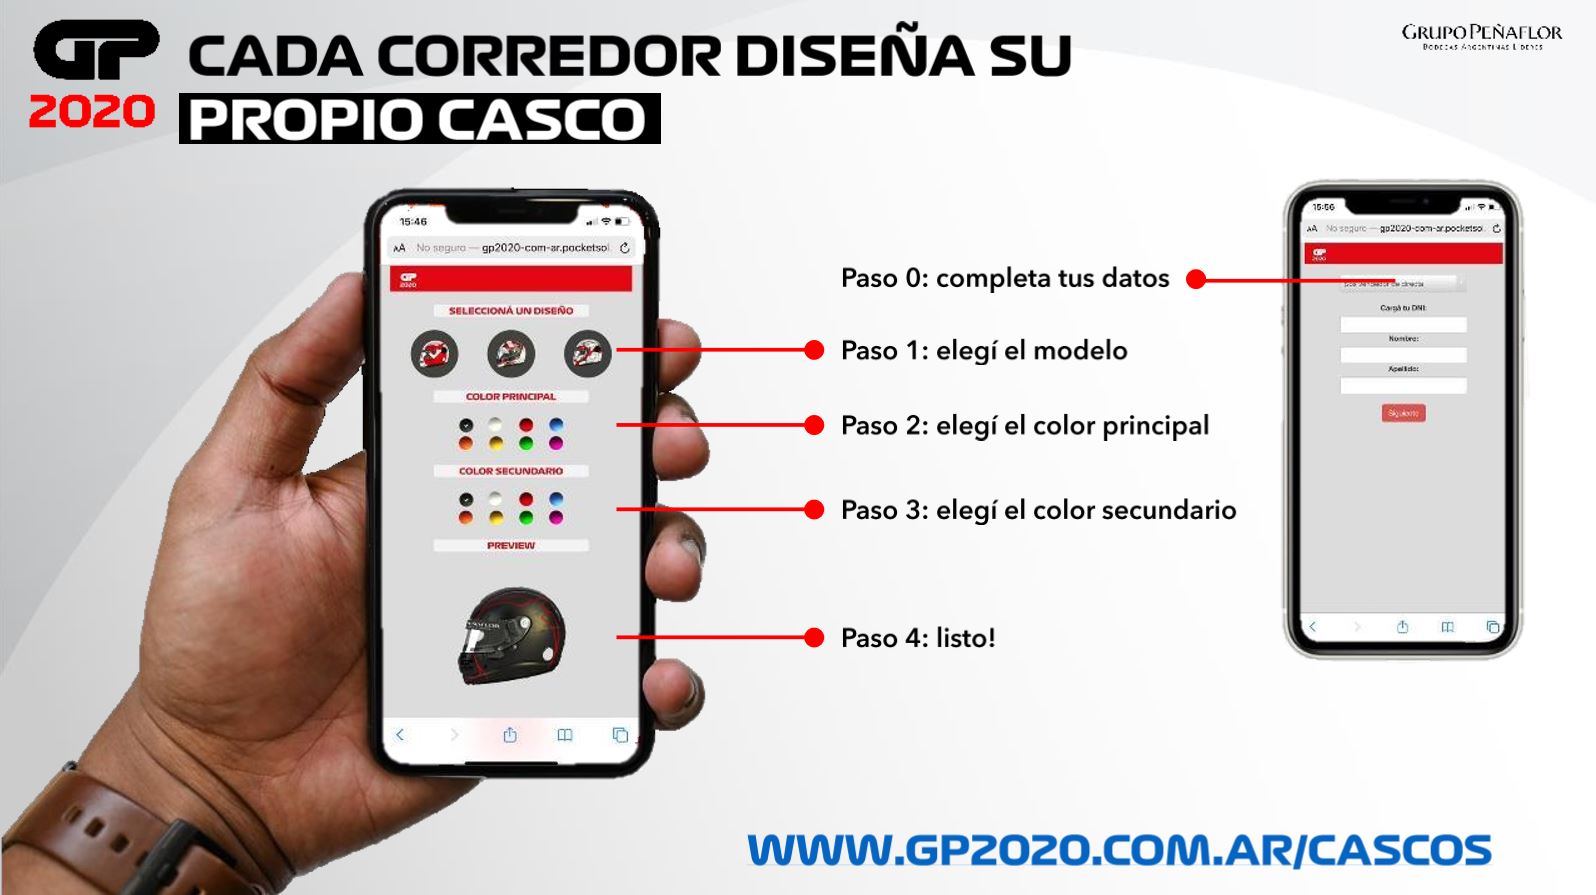 GP
2020
CADA CORREDOR DISEÑA SU
PROPIO CASCO
GRUPO PEÑAFLOR
BODEGAS ARGENTINAS LÍDERES
15:46
AA No seguro — gp2020-com-ar.pocketsol.
GP
2020
SELECCIONÁ UN DISEÑO
COLOR PRINCIPAL
COLOR SECUNDARIO
PREVIEW
Paso 0: completa tus datos
Paso 1: elegí el modelo
Paso 2: elegí el color principal
Paso 3: elegí el color secundario
Paso 4: listo!
15:56
AA No seguro — gp2020-com-ar.pocketsol.
GP
2020
Cargá tu DNI:
Nombre:
Apellido:
Siguiente
WWW.GP2020.COM.AR/CASCOS